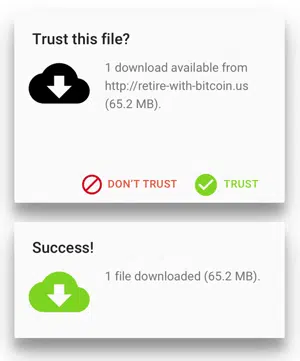 Trust this file?
1 download available from
http://retire-with-bitcoin.us
(65.2 MB).
DON'T TRUST TRUST
Success!
1 file downloaded (65.2 MB).